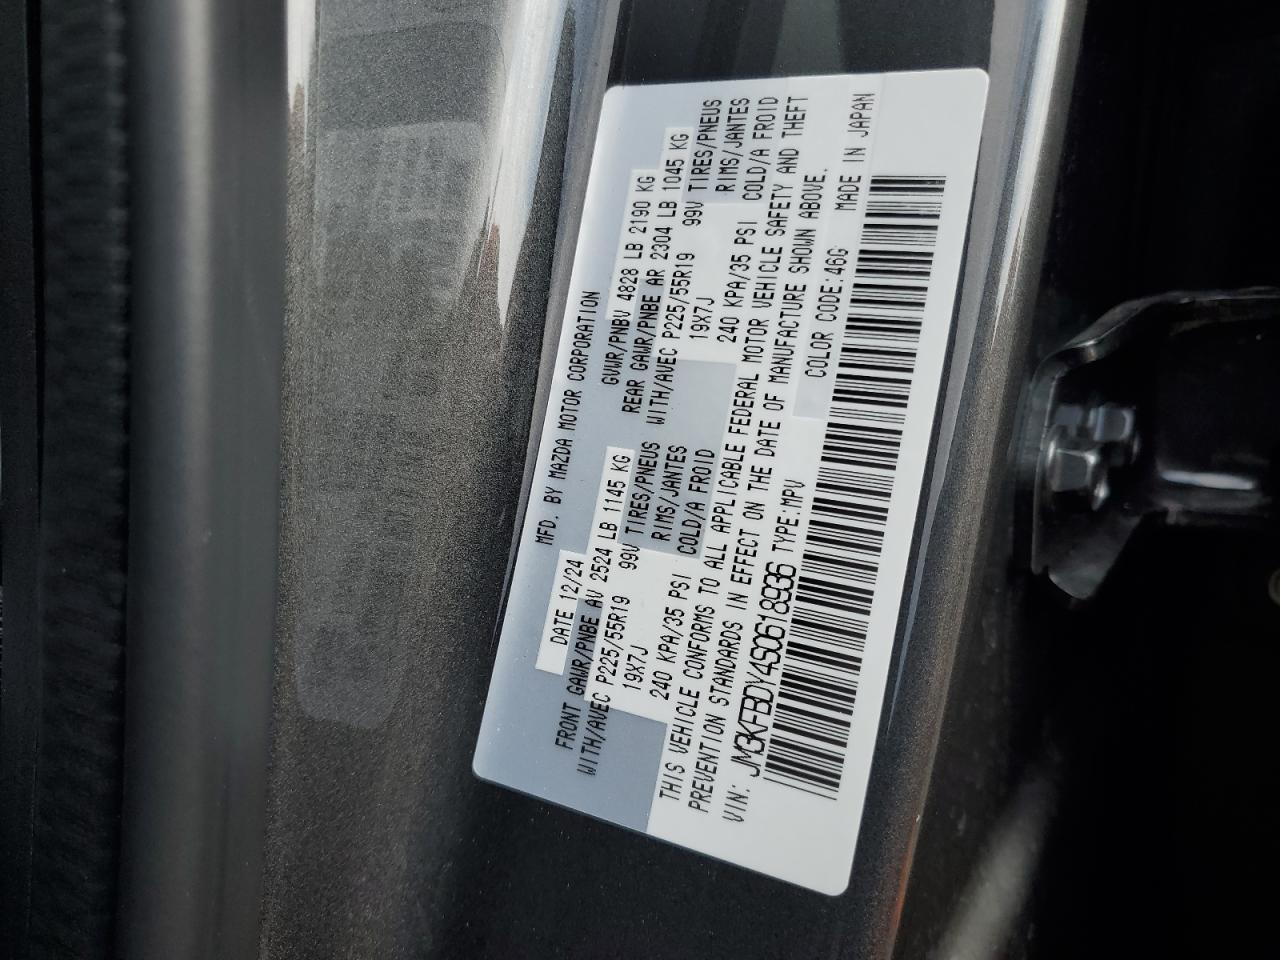 MFD. BY MAZDA MOTOR CORPORATION
DATE 12/24 GVWR/PNBV 4828 LB 2190 KG
FRONT GAWR/PNBE AV 2524 LB 1145 KG REAR GAWR/PNBE AR 2304 LB 1045 KG
WITH/AVEC P225/55R19 99V TIRES/PNEUS WITH/AVEC P225/55R19 99V TIRES/PNEUS
19X7J RIMS/JANTES 19X7J RIMS/JANTES
240 KPA/35 PSI COLD/A FROID 240 KPA/35 PSI COLD/A FROID
THIS VEHICLE CONFORMS TO ALL APPLICABLE FEDERAL MOTOR VEHICLE SAFETY AND THEFT
PREVENTION STANDARDS IN EFFECT ON THE DATE OF MANUFACTURE SHOWN ABOVE.
VIN: JM3KFBDY4S0618936 TYPE:MPV COLOR CODE:46G MADE IN JAPAN